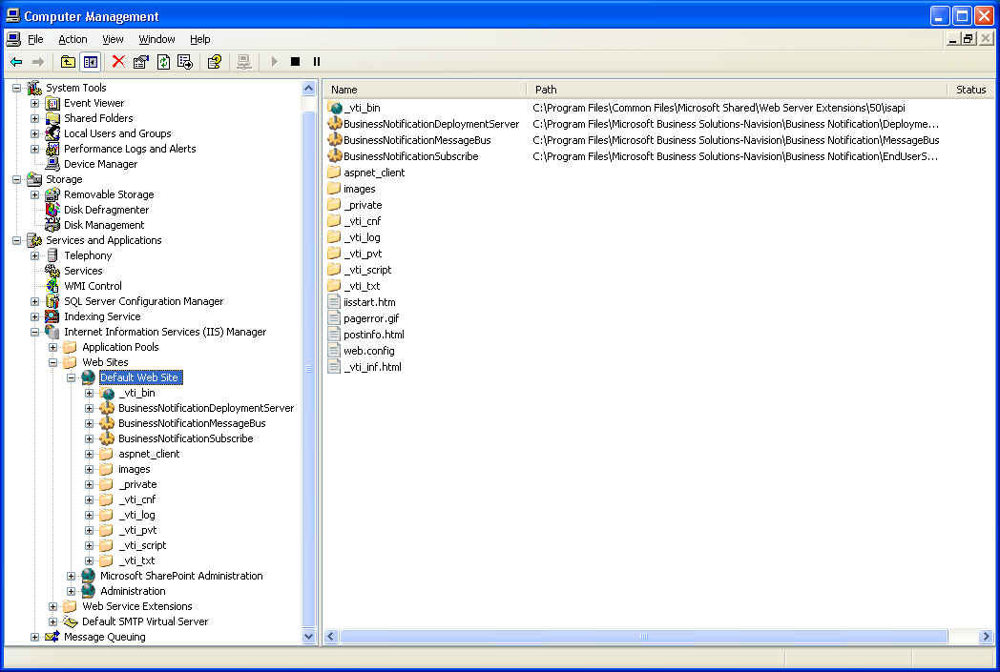 Computer Management
File Action View Window Help
System Tools
Event Viewer
Shared Folders
Local Users and Groups
Performance Logs and Alerts
Device Manager
Storage
Removable Storage
Disk Defragmenter
Disk Management
Services and Applications
Telephony
Services
WMI Control
SQL Server Configuration Manager
Indexing Service
Internet Information Services (IIS) Manager
Application Pools
Web Sites
Default Web Site
_vti_bin
BusinessNotificationDeploymentServer
BusinessNotificationMessageBus
BusinessNotificationSubscribe
aspnet_client
images
_private
_vti_cnf
_vti_log
_vti_pvt
_vti_script
_vti_txt
Microsoft SharePoint Administration
Administration
Web Service Extensions
Default SMTP Virtual Server
Message Queuing
Name Path Status
_vti_bin C:\Program Files\Common Files\Microsoft Shared\Web Server Extensions\50\isapi
BusinessNotificationDeploymentServer C:\Program Files\Microsoft Business Solutions-Navision\Business Notification\Deployme...
BusinessNotificationMessageBus C:\Program Files\Microsoft Business Solutions-Navision\Business Notification\MessageBus
BusinessNotificationSubscribe C:\Program Files\Microsoft Business Solutions-Navision\Business Notification\EndUserS...
aspnet_client
images
_private
_vti_cnf
_vti_log
_vti_pvt
_vti_script
_vti_txt
iisstart.htm
pagerror.gif
postinfo.html
web.config
_vti_inf.html